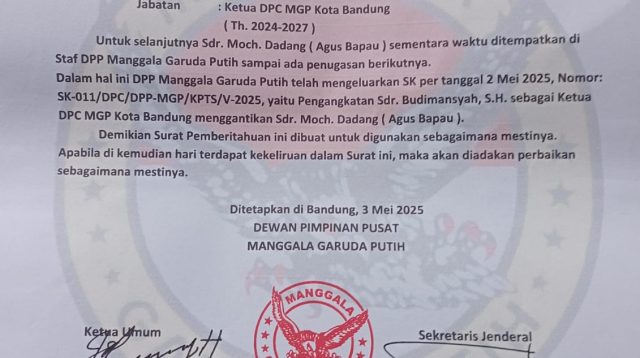 Jabatan : Ketua DPC MGP Kota Bandung
( Th. 2024-2027 )
Untuk selanjutnya Sdr. Moch. Dadang ( Agus Bapau ) sementara waktu ditempatkan di
Staf DPP Manggala Garuda Putih sampai ada penugasan berikutnya.
Dalam hal ini DPP Manggala Garuda Putih telah mengeluarkan SK per tanggal 2 Mei 2025, Nomor:
SK-011/DPC/DPP-MGP/KPTS/V-2025, yaitu Pengangkatan Sdr. Budimansyah, S.H. sebagai Ketua
DPC MGP Kota Bandung menggantikan Sdr. Moch. Dadang ( Agus Bapau ).
Demikian Surat Pemberitahuan ini dibuat untuk digunakan sebagaimana mestinya.
Apabila di kemudian hari terdapat kekeliruan dalam Surat ini, maka akan diadakan perbaikan
sebagaimana mestinya.
Ditetapkan di Bandung, 3 Mei 2025
DEWAN PIMPINAN PUSAT
MANGGALA GARUDA PUTIH
MANGGALA
Ketua Umum
Sekretaris Jenderal